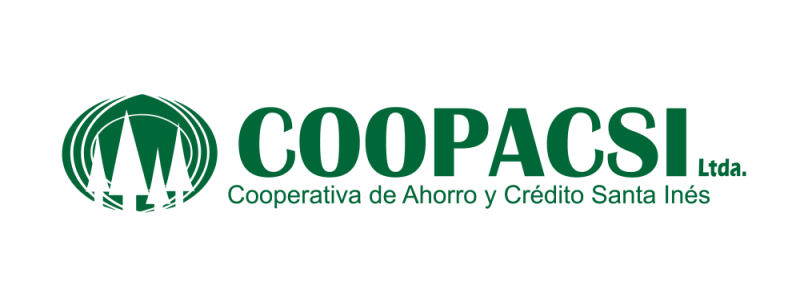 COOPACSI Ltda.
Cooperativa de Ahorro y Crédito Santa Inés